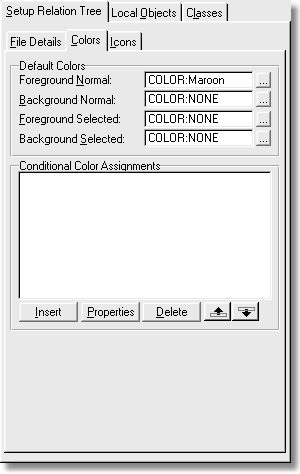 Setup Relation Tree Local Objects Classes
File Details Colors Icons
Default Colors
Foreground Normal: COLOR:Maroon ...
Background Normal: COLOR:NONE ...
Foreground Selected: COLOR:NONE ...
Background Selected: COLOR:NONE ...
Conditional Color Assignments
Insert Properties Delete